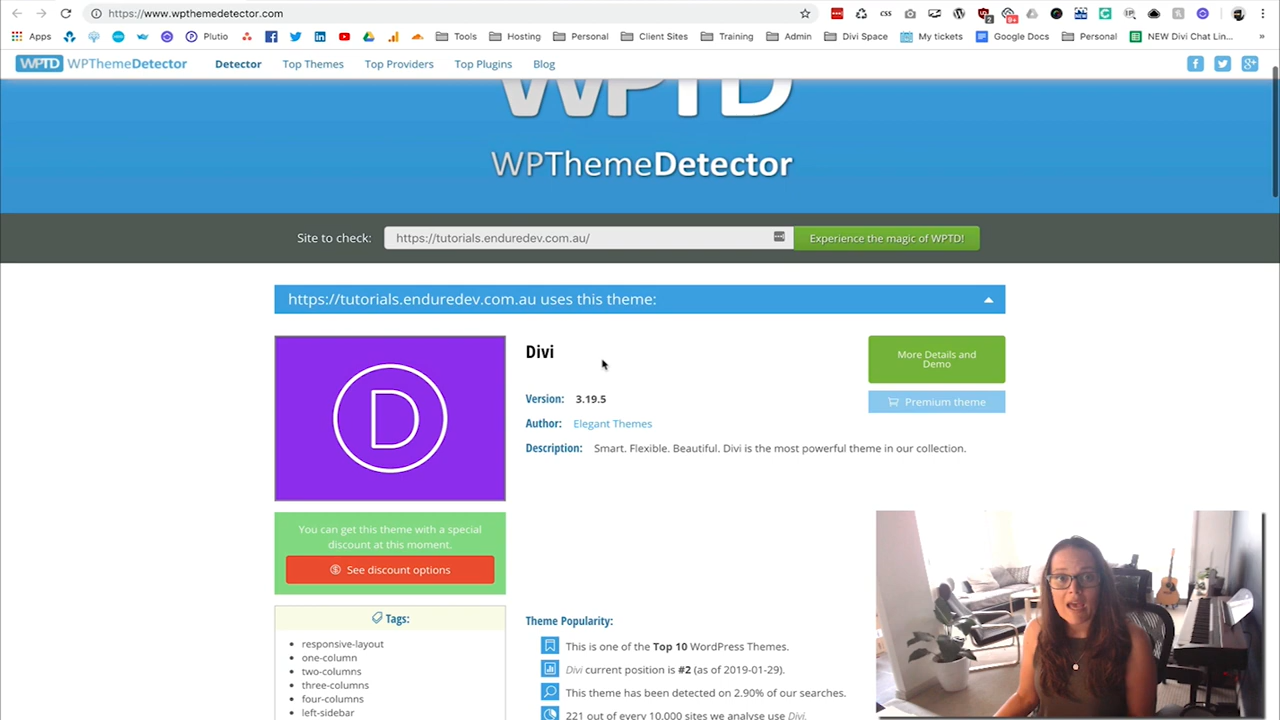 https://www.wpthemedetector.com
Apps
Plutio
Tools
Hosting
Personal
Client Sites
Training
Admin
Divi Space
My tickets
Google Docs
Personal
NEW Divi Chat Lin...
WPTD WPThemeDetector
Detector
Top Themes
Top Providers
Top Plugins
Blog
WPTD
WPThemeDetector
Site to check:
https://tutorials.enduredev.com.au/
Experience the magic of WPTD!
https://tutorials.enduredev.com.au uses this theme:
D
Divi
More Details and
Demo
Version: 3.19.5
Premium theme
Author: Elegant Themes
Description: Smart. Flexible. Beautiful. Divi is the most powerful theme in our collection.
You can get this theme with a special
discount at this moment.
See discount options
Tags:
responsive-layout
one-column
two-columns
three-columns
four-columns
left-sidebar
Theme Popularity:
This is one of the Top 10 WordPress Themes.
Divi current position is #2 (as of 2019-01-29).
This theme has been detected on 2.90% of our searches.
221 out of every 10,000 sites we analyse use Divi.